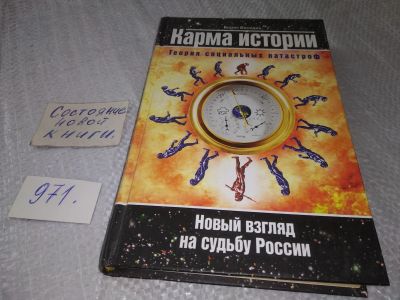 Карма истории
Теория социальных катастроф
Новый взгляд
на судьбу России
Состояние
новой
книги.
971.